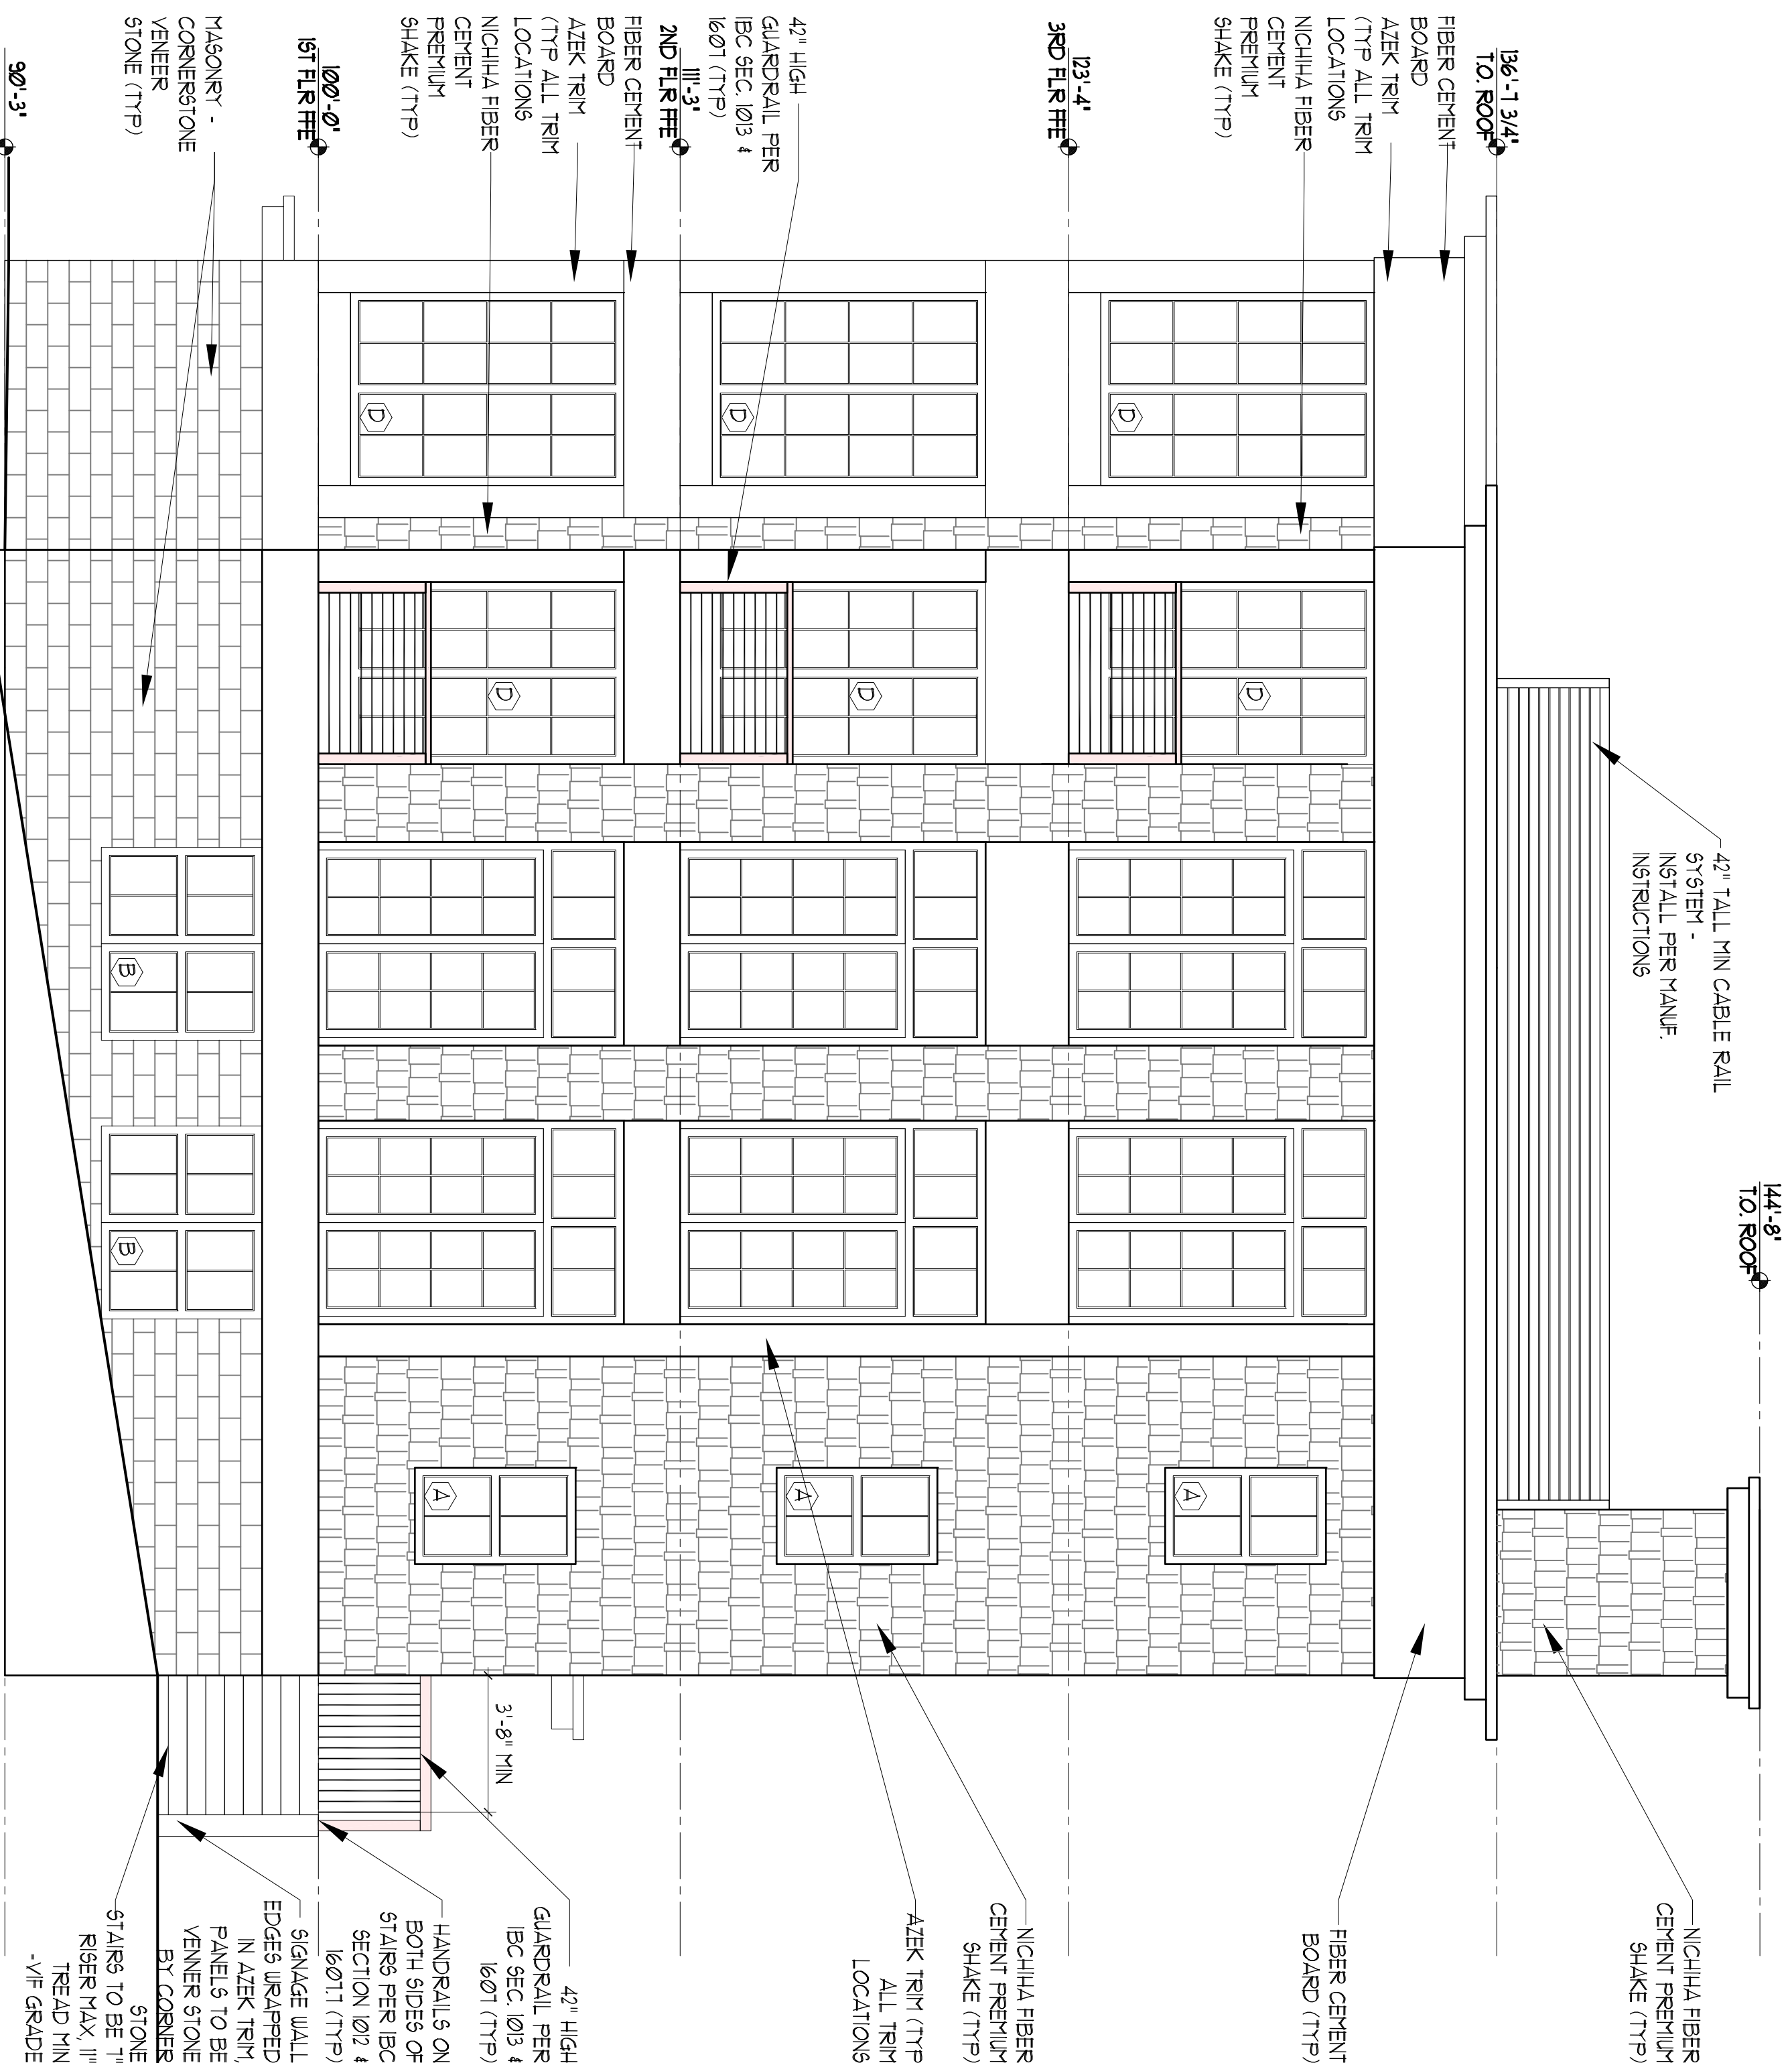 144'-8"
T.O. ROOF
42" TALL MIN CABLE RAIL
SYSTEM -
INSTALL PER MANUF.
INSTRUCTIONS
136'-7 3/4"
T.O. ROOF
FIBER CEMENT
BOARD
AZEK TRIM
(TYP ALL TRIM
LOCATIONS
NICHIHA FIBER
CEMENT
PREMIUM
SHAKE (TYP)
123'-4"
3RD FLR FFE
42" HIGH
GUARDRAIL PER
IBC SEC. 1013 &
1607 (TYP)
111'-3"
2ND FLR FFE
FIBER CEMENT
BOARD
AZEK TRIM
(TYP ALL TRIM
LOCATIONS
NICHIHA FIBER
CEMENT
PREMIUM
SHAKE (TYP)
100'-0"
1ST FLR FFE
MASONRY -
CORNERSTONE
VENEER
STONE (TYP)
90'-3"
D
D
A
D
D
A
D
D
A
B
B
3'-8" MIN
NICHIHA FIBER
CEMENT PREMIUM
SHAKE (TYP)
FIBER CEMENT
BOARD (TYP)
NICHIHA FIBER
CEMENT PREMIUM
SHAKE (TYP)
AZEK TRIM (TYP
ALL TRIM
LOCATIONS
42" HIGH
GUARDRAIL PER
IBC SEC. 1013 &
1607 (TYP)
HANDRAILS ON
BOTH SIDES OF
STAIRS PER IBC
SECTION 1012 &
1607.7 (TYP)
SIGNAGE WALL
EDGES WRAPPED
IN AZEK TRIM,
PANELS TO BE
VENNER STONE
BY CORNER
STONE
STAIRS TO BE 7"
RISER MAX, 11"
TREAD MIN
-VIF GRADE